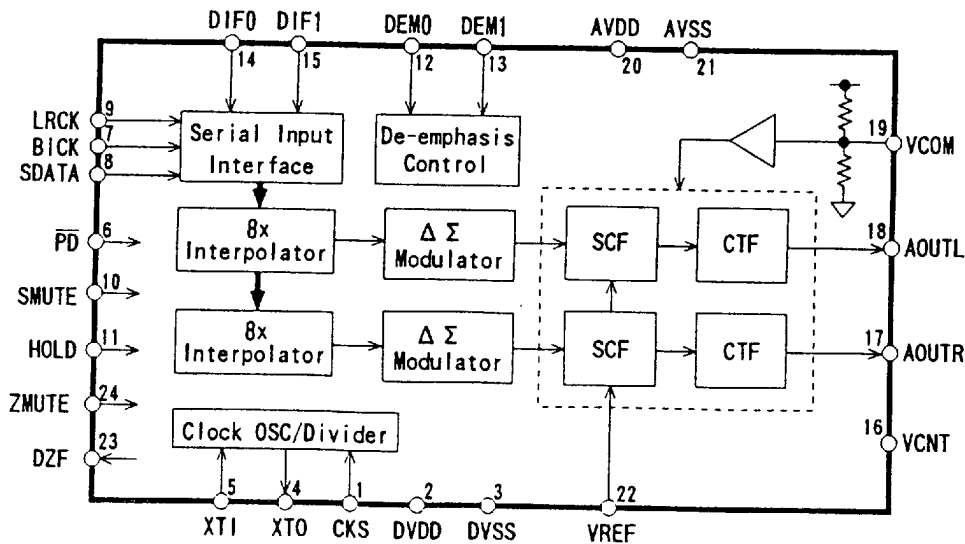 DIF0 DIF1 DEM0 DEM1 AVDD AVSS
14 15 12 13 20 21
LRCK 9
BICK 7
SDATA 8
Serial Input
Interface
De-emphasis
Control
19 VCOM
PD 6
8x
Interpolator
Δ Σ
Modulator
SCF
CTF
18 AOUTL
SMUTE 10
HOLD 11
8x
Interpolator
Δ Σ
Modulator
SCF
CTF
17 AOUTR
ZMUTE 24
Clock OSC/Divider
16 VCNT
DZF 23
5 4 1 2 3 22
XTI XTO CKS DVDD DVSS VREF